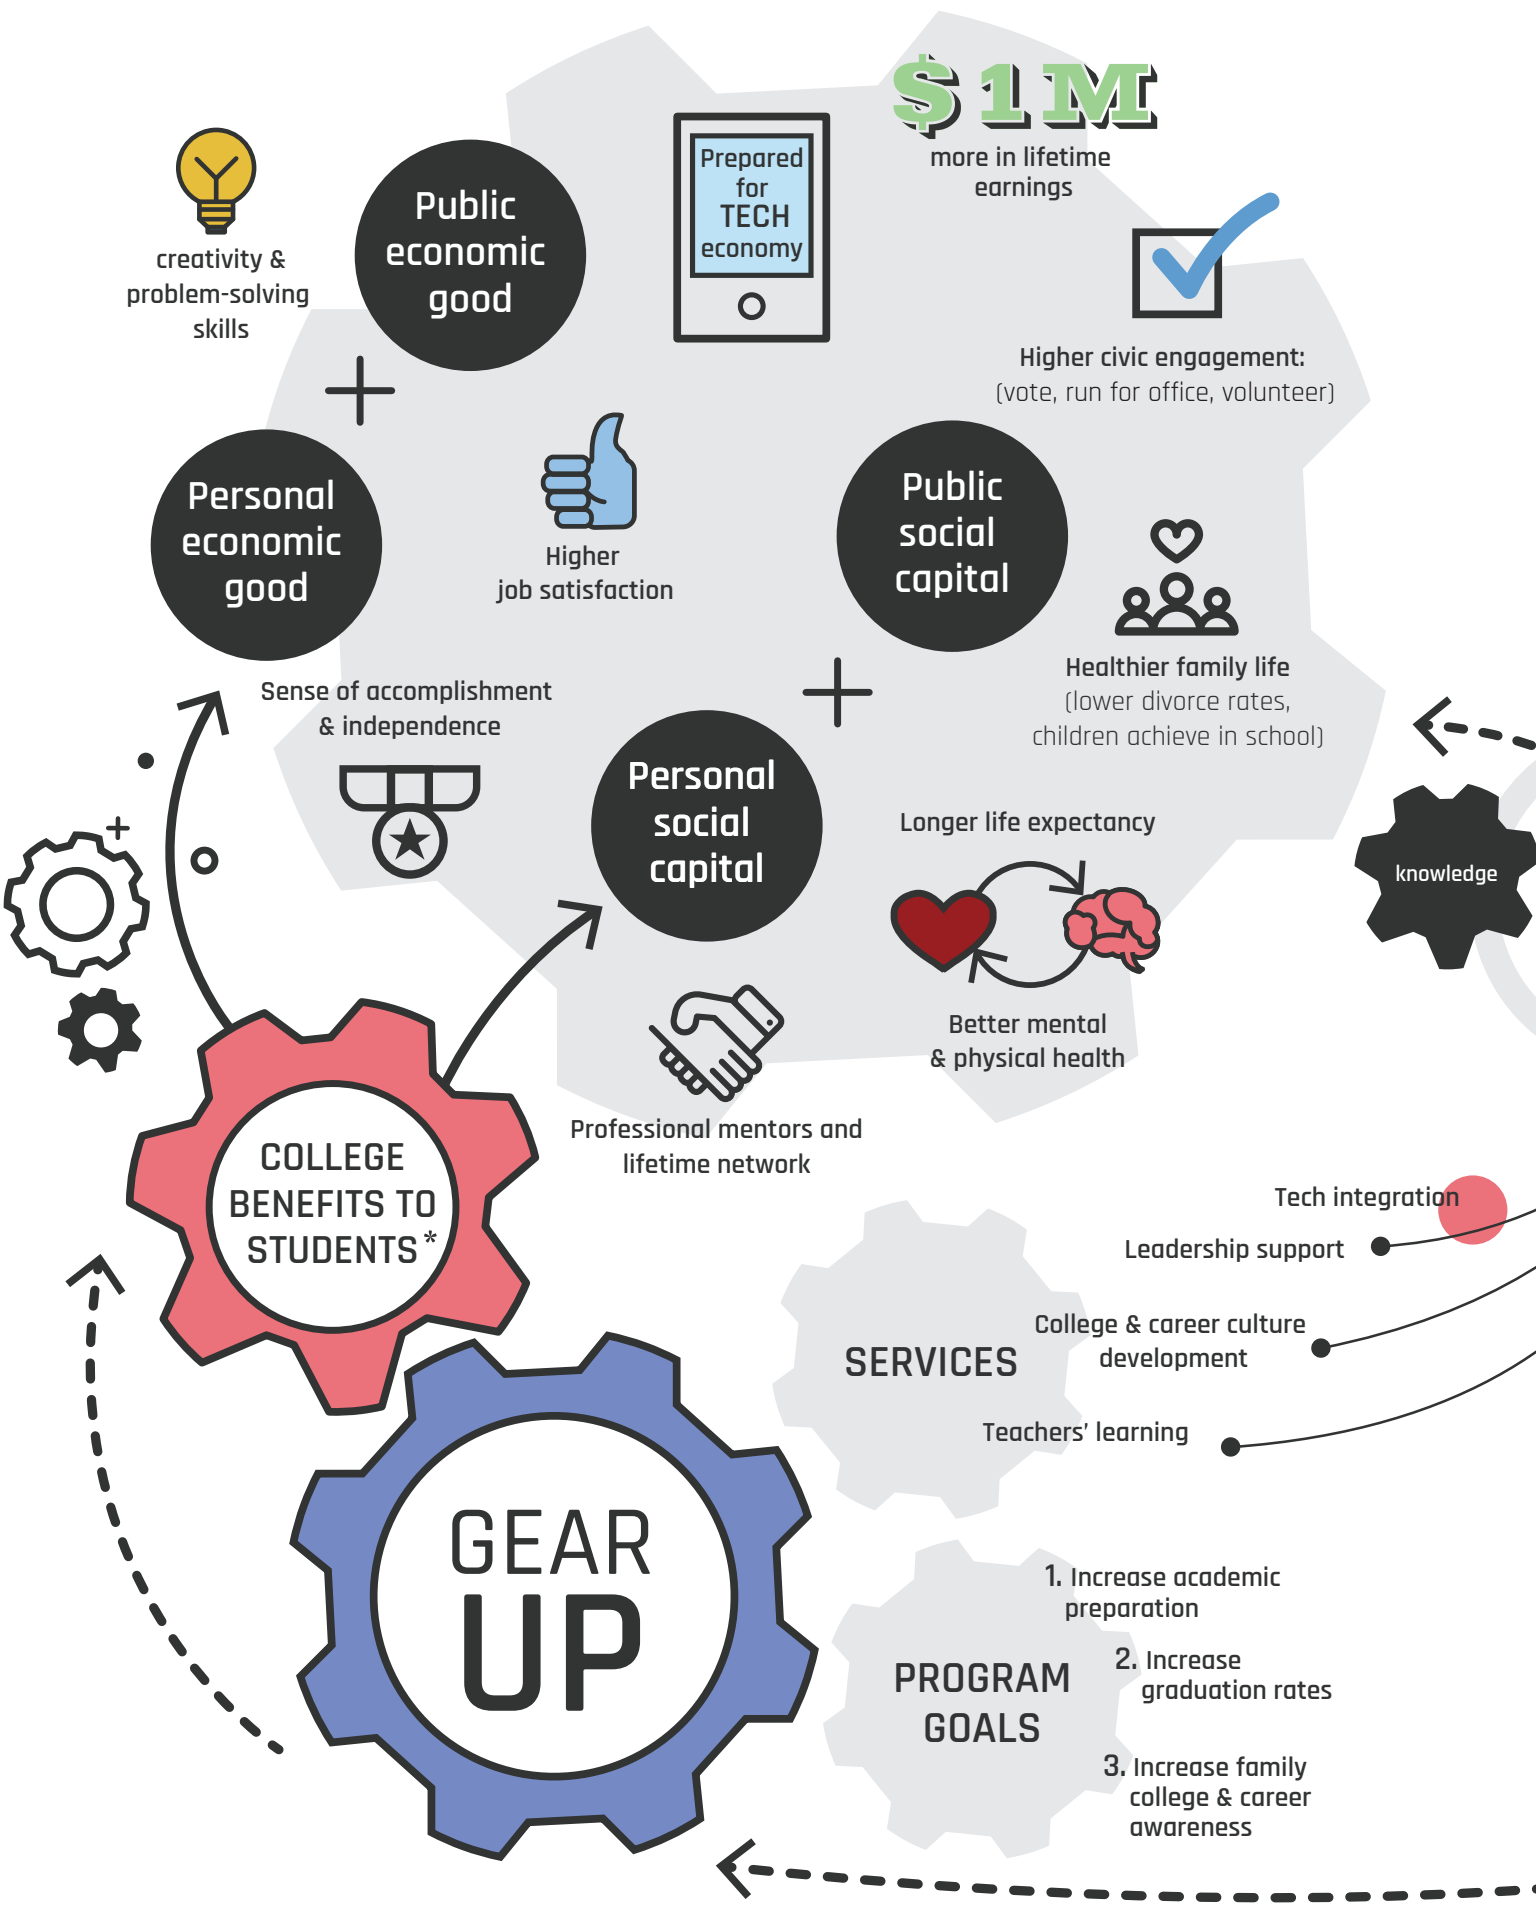 $1M
more in lifetime
earnings
Prepared
for
TECH
economy
Public
economic
good
creativity &
problem-solving
skills
Higher civic engagement:
(vote, run for office, volunteer)
Personal
economic
good
Higher
job satisfaction
Public
social
capital
Healthier family life
(lower divorce rates,
children achieve in school)
Sense of accomplishment
& independence
Personal
social
capital
Longer life expectancy
knowledge
Better mental
& physical health
Professional mentors and
lifetime network
COLLEGE
BENEFITS TO
STUDENTS*
Tech integration
Leadership support
College & career culture
development
SERVICES
Teachers’ learning
GEAR
UP
PROGRAM
GOALS
1. Increase academic
preparation
2. Increase
graduation rates
3. Increase family
college & career
awareness